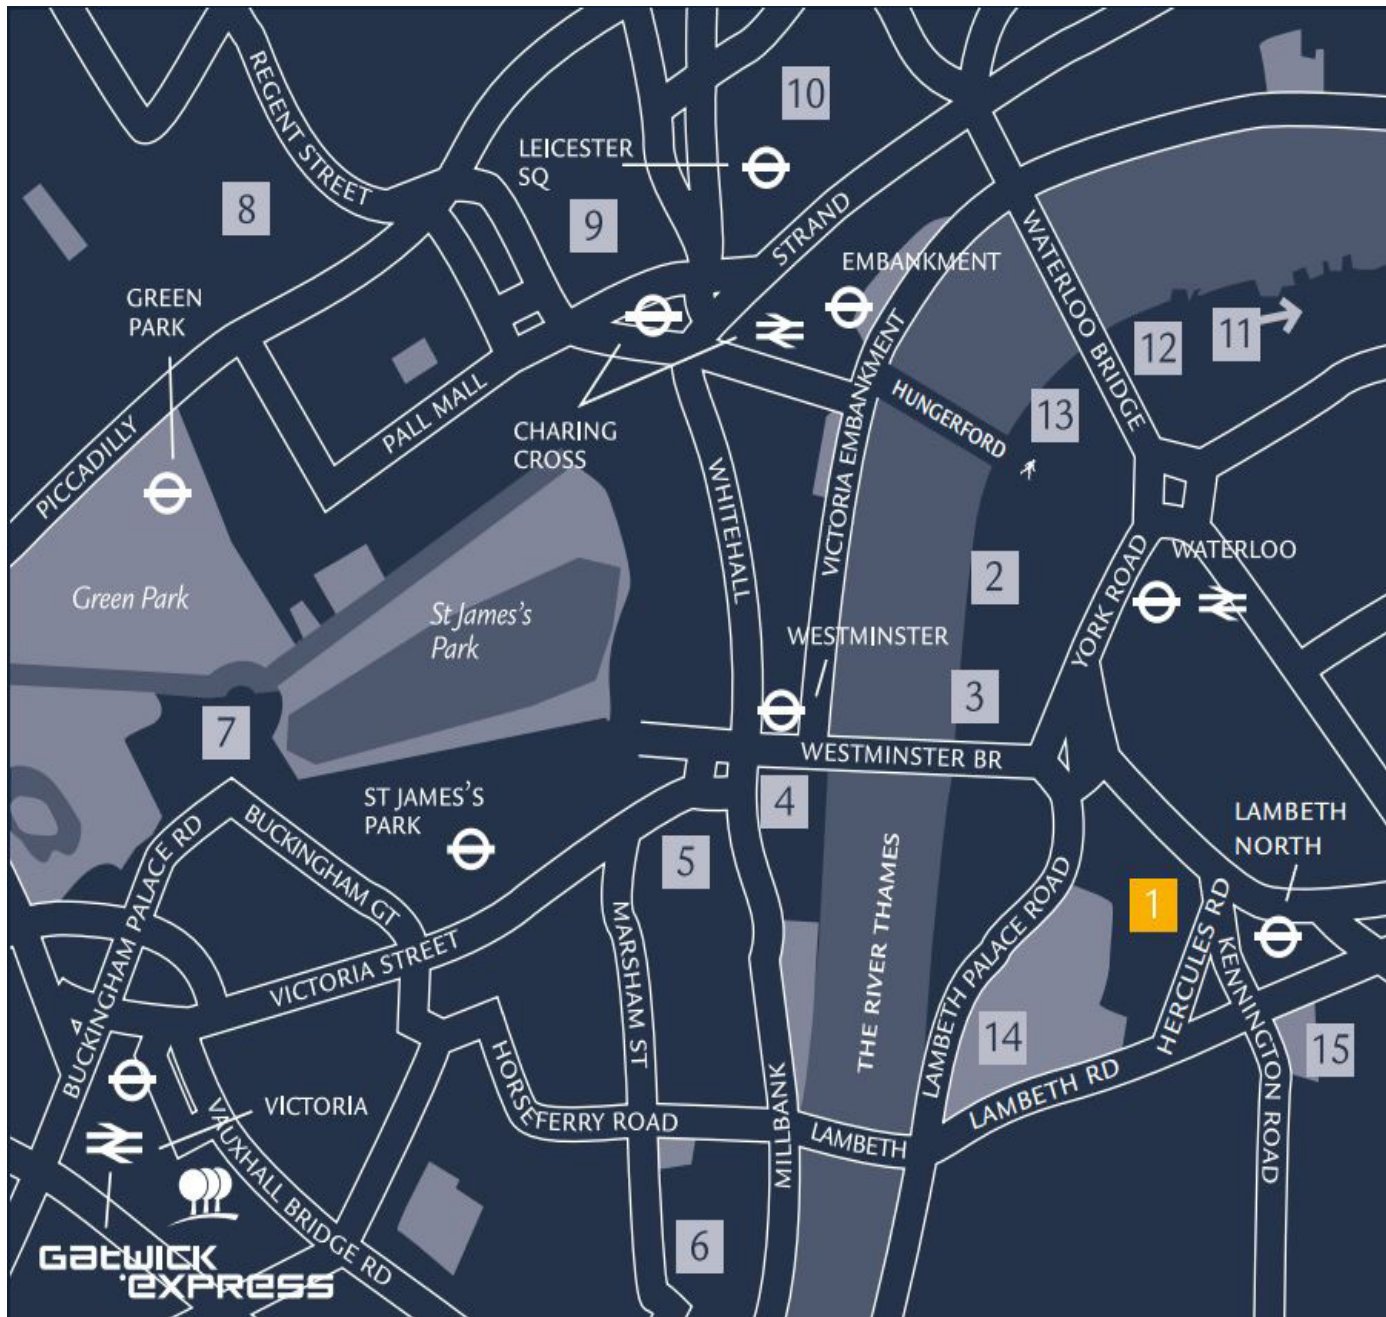 REGENT STREET
10
LEICESTER
SQ
8
9
STRAND
EMBANKMENT
WATERLOO BRIDGE
GREEN
PARK
12
11
PICCADILLY
PALL MALL
CHARING
CROSS
VICTORIA EMBANKMENT
HUNGERFORD
13
WHITEHALL
WATERLOO
YORK ROAD
2
Green Park
St James's
Park
WESTMINSTER
3
7
WESTMINSTER BR
4
ST JAMES'S
PARK
LAMBETH
NORTH
BUCKINGHAM PALACE RD
BUCKINGHAM GT
5
THE RIVER THAMES
LAMBETH PALACE ROAD
1
HERCULES RD
KENNINGTON ROAD
VICTORIA STREET
MARSHAM ST
14
15
HORSEFERRY ROAD
MILLBANK
LAMBETH
LAMBETH RD
VICTORIA
VAUXHALL BRIDGE RD
6
GATWICK
EXPRESS